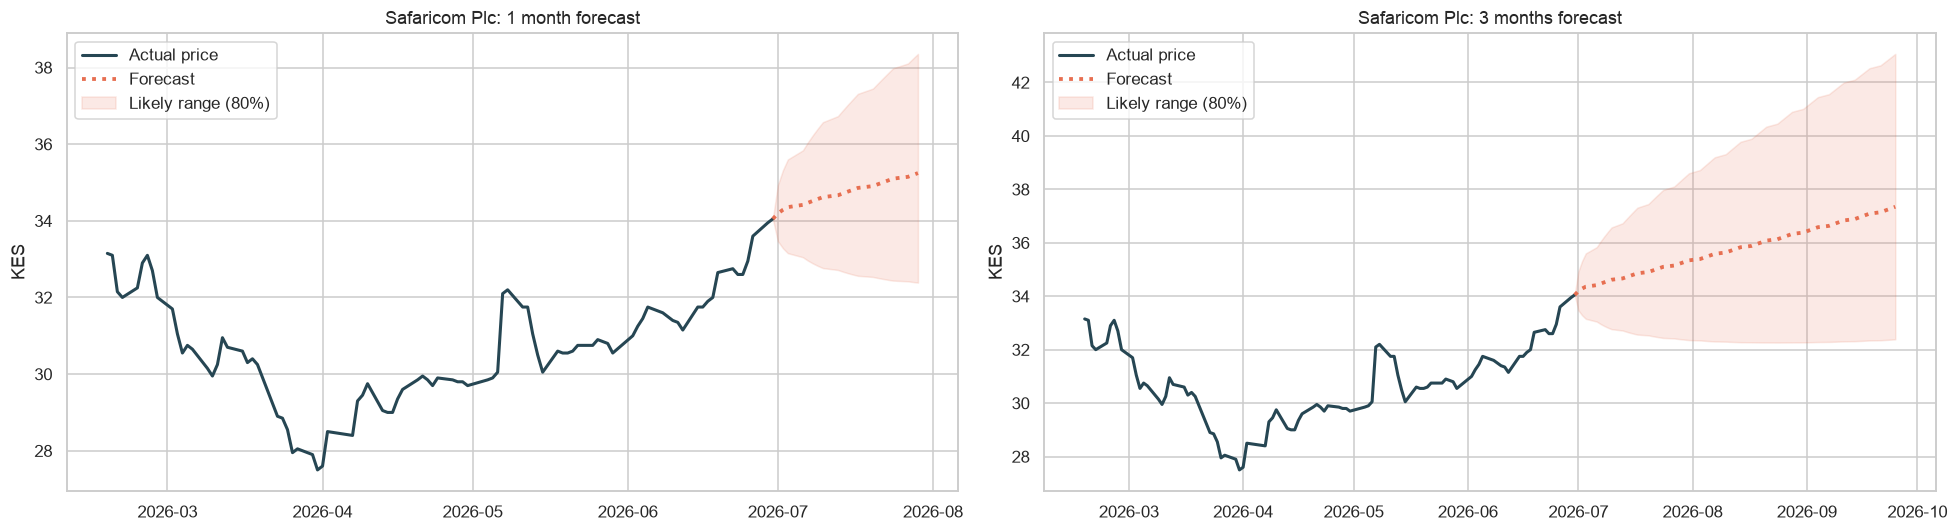 Safaricom Plc: 1 month forecast
Actual price
Forecast
Likely range (80%)
KES
38
36
34
32
30
28
2026-03 2026-04 2026-05 2026-06 2026-07 2026-08
Safaricom Plc: 3 months forecast
Actual price
Forecast
Likely range (80%)
KES
42
40
38
36
34
32
30
28
2026-03 2026-04 2026-05 2026-06 2026-07 2026-08 2026-09 2026-10